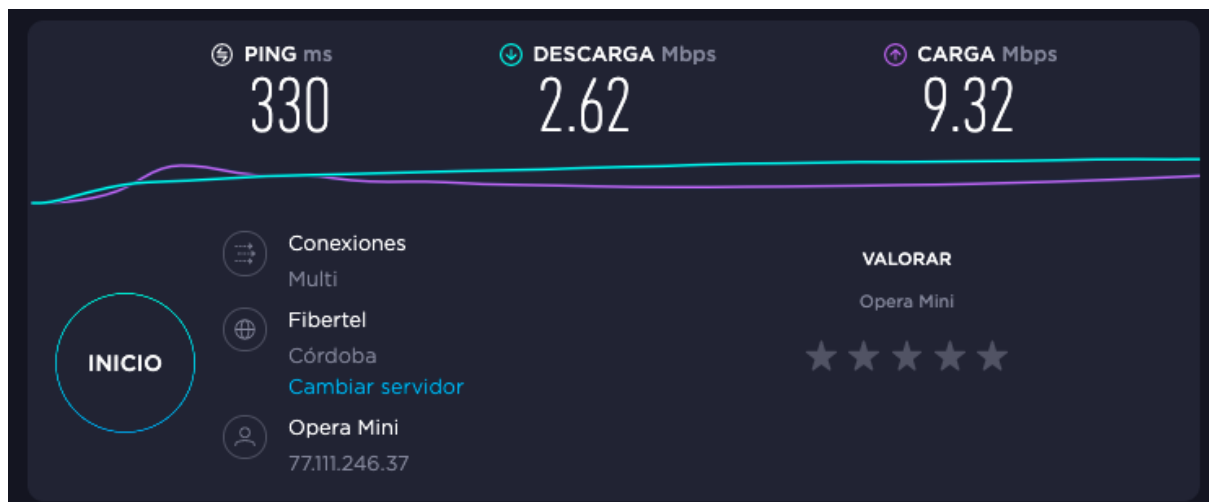 PING ms
330
DESCARGA Mbps
2.62
CARGA Mbps
9.32
INICIO
Conexiones
Multi
Fibertel
Córdoba
Cambiar servidor
Opera Mini
77.111.246.37
VALORAR
Opera Mini